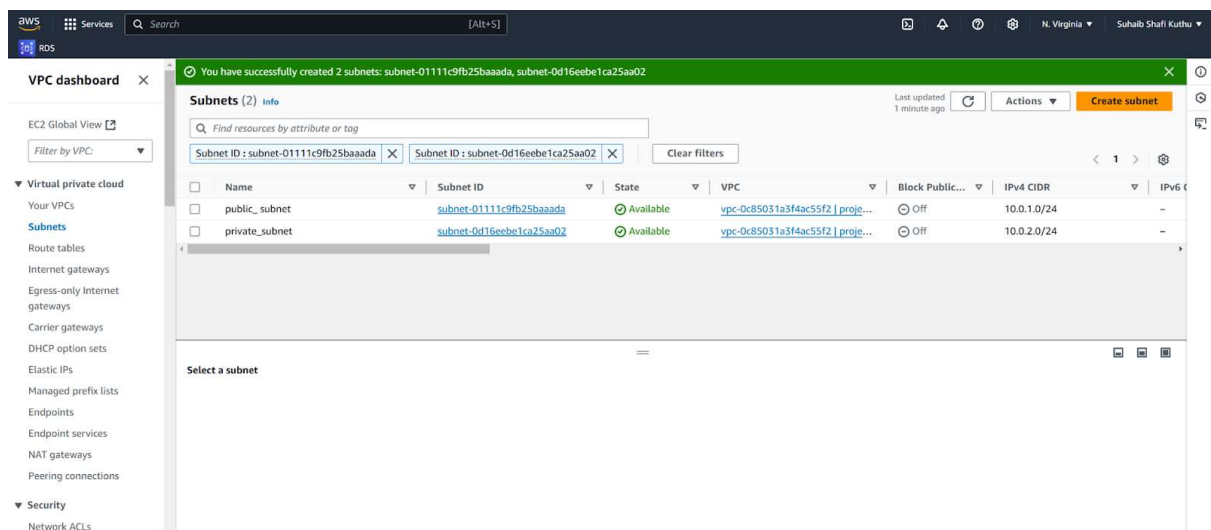 aws Services Search [Alt+S] N. Virginia Suhaib Shafi Kuthu
RDS
VPC dashboard
EC2 Global View
Filter by VPC:
Virtual private cloud
Your VPCs
Subnets
Route tables
Internet gateways
Egress-only Internet
gateways
Carrier gateways
DHCP option sets
Elastic IPs
Managed prefix lists
Endpoints
Endpoint services
NAT gateways
Peering connections
Security
Network ACLs
You have successfully created 2 subnets: subnet-01111c9fb25baaada, subnet-0d16eebe1ca25aa02
Subnets (2) Info
Last updated
1 minute ago
Actions
Create subnet
Find resources by attribute or tag
Subnet ID : subnet-01111c9fb25baaada Subnet ID : subnet-0d16eebe1ca25aa02 Clear filters
1
Name Subnet ID State VPC Block Public... IPv4 CIDR IPv6 C
public_ subnet subnet-01111c9fb25baaada Available vpc-0c85031a3f4ac55f2 | proje... Off 10.0.1.0/24 –
private_subnet subnet-0d16eebe1ca25aa02 Available vpc-0c85031a3f4ac55f2 | proje... Off 10.0.2.0/24 –
Select a subnet